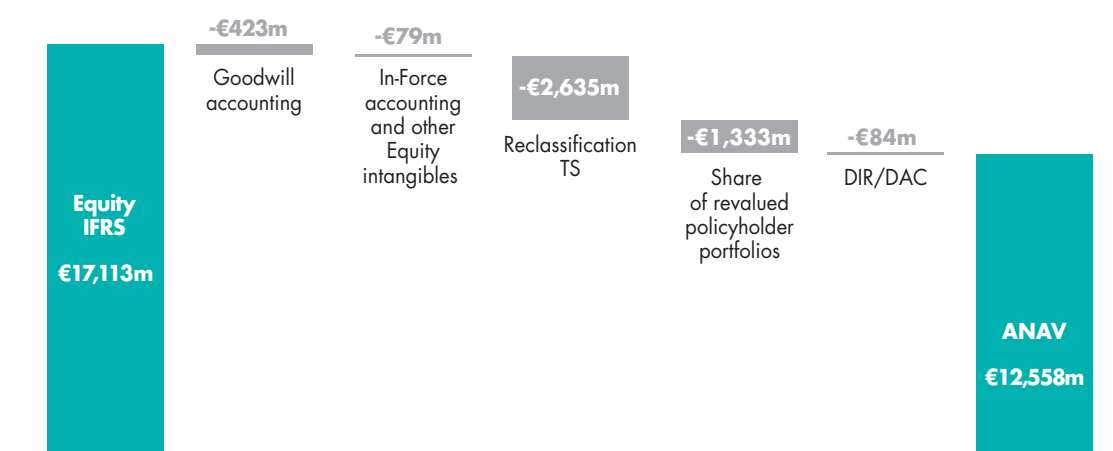 Equity
IFRS
€17,113m
-€423m
Goodwill
accounting
-€79m
In-Force
accounting
and other
Equity
intangibles
-€2,635m
Reclassification
TS
-€1,333m
Share
of revalued
policyholder
portfolios
-€84m
DIR/DAC
ANAV
€12,558m